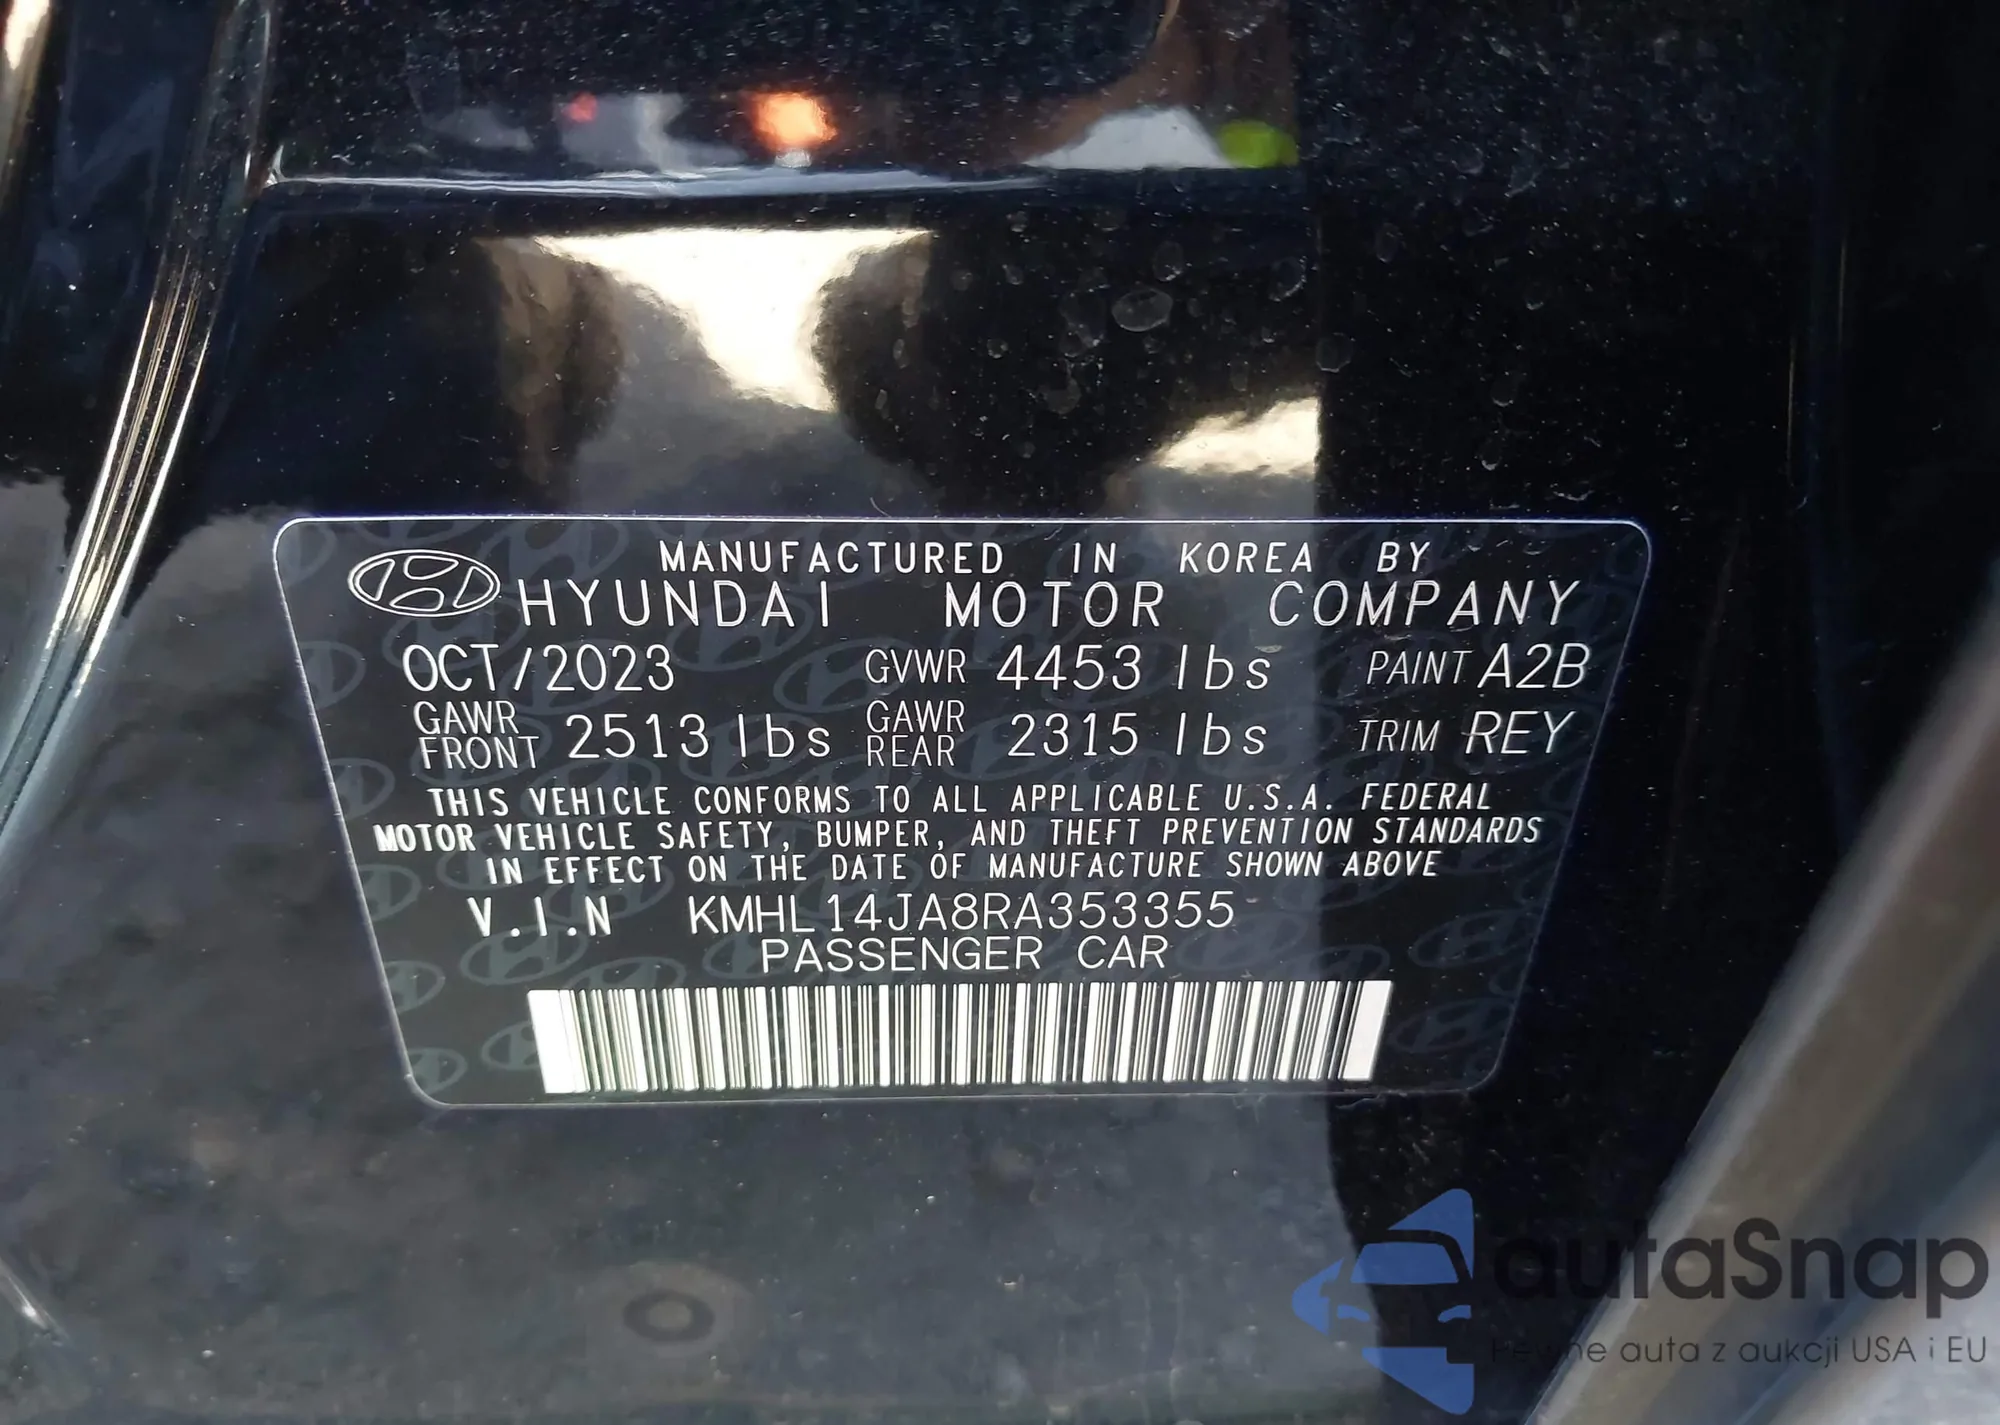 MANUFACTURED IN KOREA BY
HYUNDAI MOTOR COMPANY
OCT/2023 GVWR 4453 lbs PAINT A2B
GAWR FRONT 2513 lbs GAWR REAR 2315 lbs TRIM REY
THIS VEHICLE CONFORMS TO ALL APPLICABLE U.S.A. FEDERAL
MOTOR VEHICLE SAFETY, BUMPER, AND THEFT PREVENTION STANDARDS
IN EFFECT ON THE DATE OF MANUFACTURE SHOWN ABOVE
V.I.N KMHL14JA8RA353355
PASSENGER CAR
autaSnap
Pewne auta z aukcji USA i EU